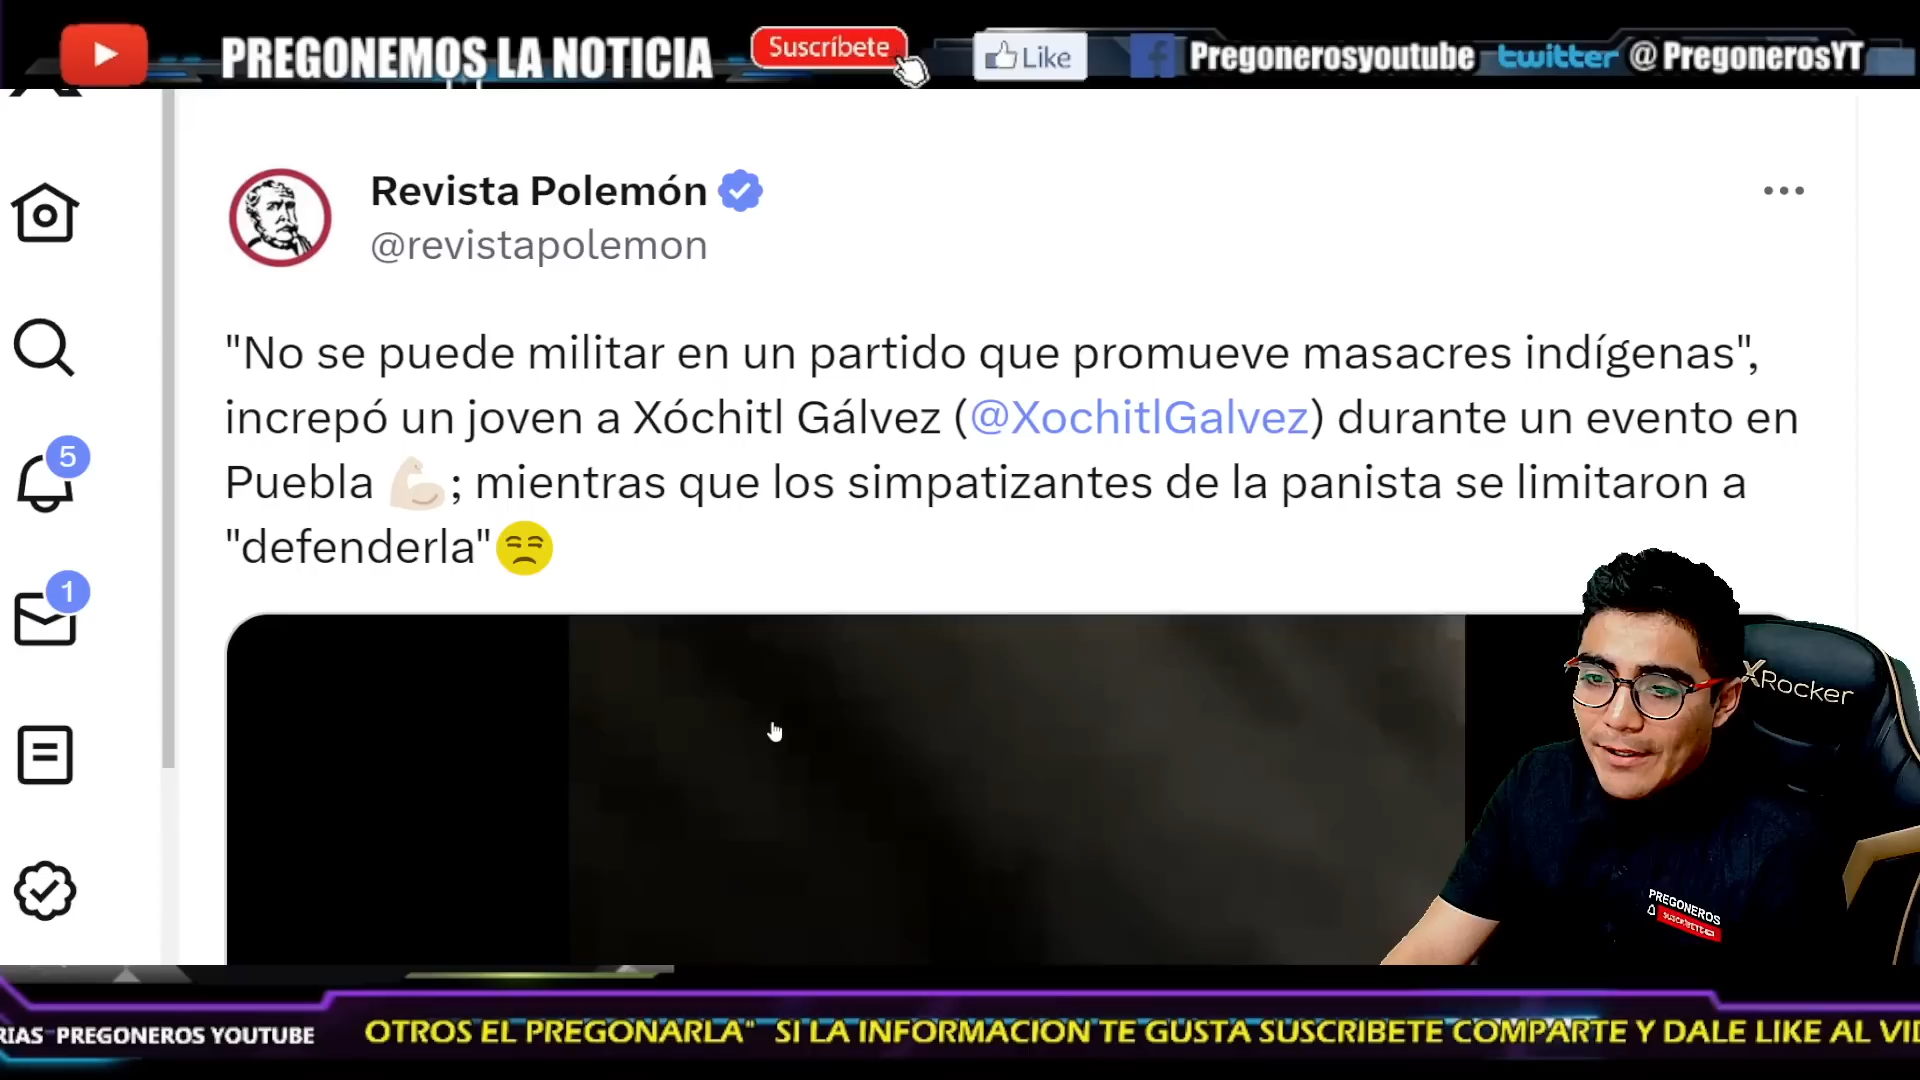 PREGONEMOS LA NOTICIA
Suscríbete
Like
Pregonerosyoutube
twitter @PregonerosYT
Revista Polemón
@revistapolemon
"No se puede militar en un partido que promueve masacres indígenas",
increpó un joven a Xóchitl Gálvez (@XochitlGalvez) durante un evento en
Puebla 💪🏻; mientras que los simpatizantes de la panista se limitaron a
"defenderla"😒
5
1
XRocker
PREGONEROS
SUSCRÍBETE
RIAS PREGONEROS YOUTUBE
OTROS EL PREGONARLA" SI LA INFORMACION TE GUSTA SUSCRIBETE COMPARTE Y DALE LIKE AL VID